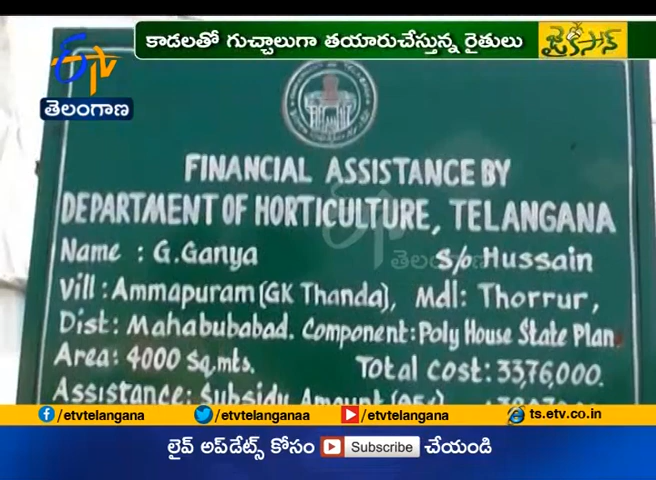 కాడలతో గుచ్చాలుగా తయారుచేస్తున్న రైతులు
జైకిసాన్
ETV
తెలంగాణ
FINANCIAL ASSISTANCE BY
DEPARTMENT OF HORTICULTURE, TELANGANA
Name : G.Ganya S/o Hussain
Vill : Ammapuram (GK Thanda), Mdl: Thorrur,
Dist: Mahabubabad. Component: Poly House State Plan
Area: 4000 Sq.mts. Total Cost: 33,76,000.
Assistance: Subsidy Amount
/etvtelangana /etvtelanganaa /etvtelangana ts.etv.co.in
లైవ్ అప్‌డేట్స్ కోసం Subscribe చేయండి